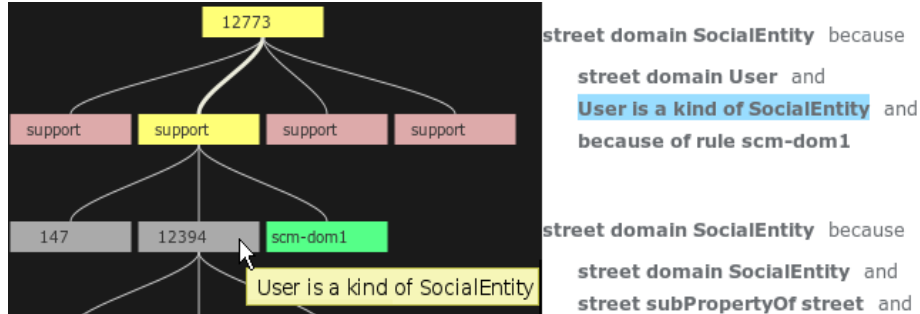 12773
support support support support
147 12394 scm-dom1
User is a kind of SocialEntity
street domain SocialEntity because
street domain User and
User is a kind of SocialEntity and
because of rule scm-dom1
street domain SocialEntity because
street domain SocialEntity and
street subPropertyOf street and